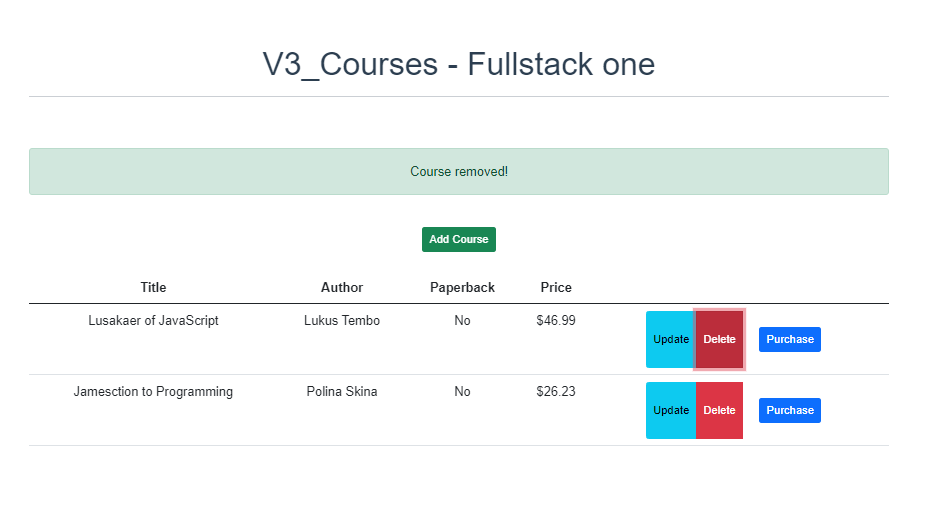 V3_Courses - Fullstack one
Course removed!
Add Course
Title Author Paperback Price
Lusakaer of JavaScript Lukus Tembo No $46.99 Update Delete Purchase
Jamesction to Programming Polina Skina No $26.23 Update Delete Purchase